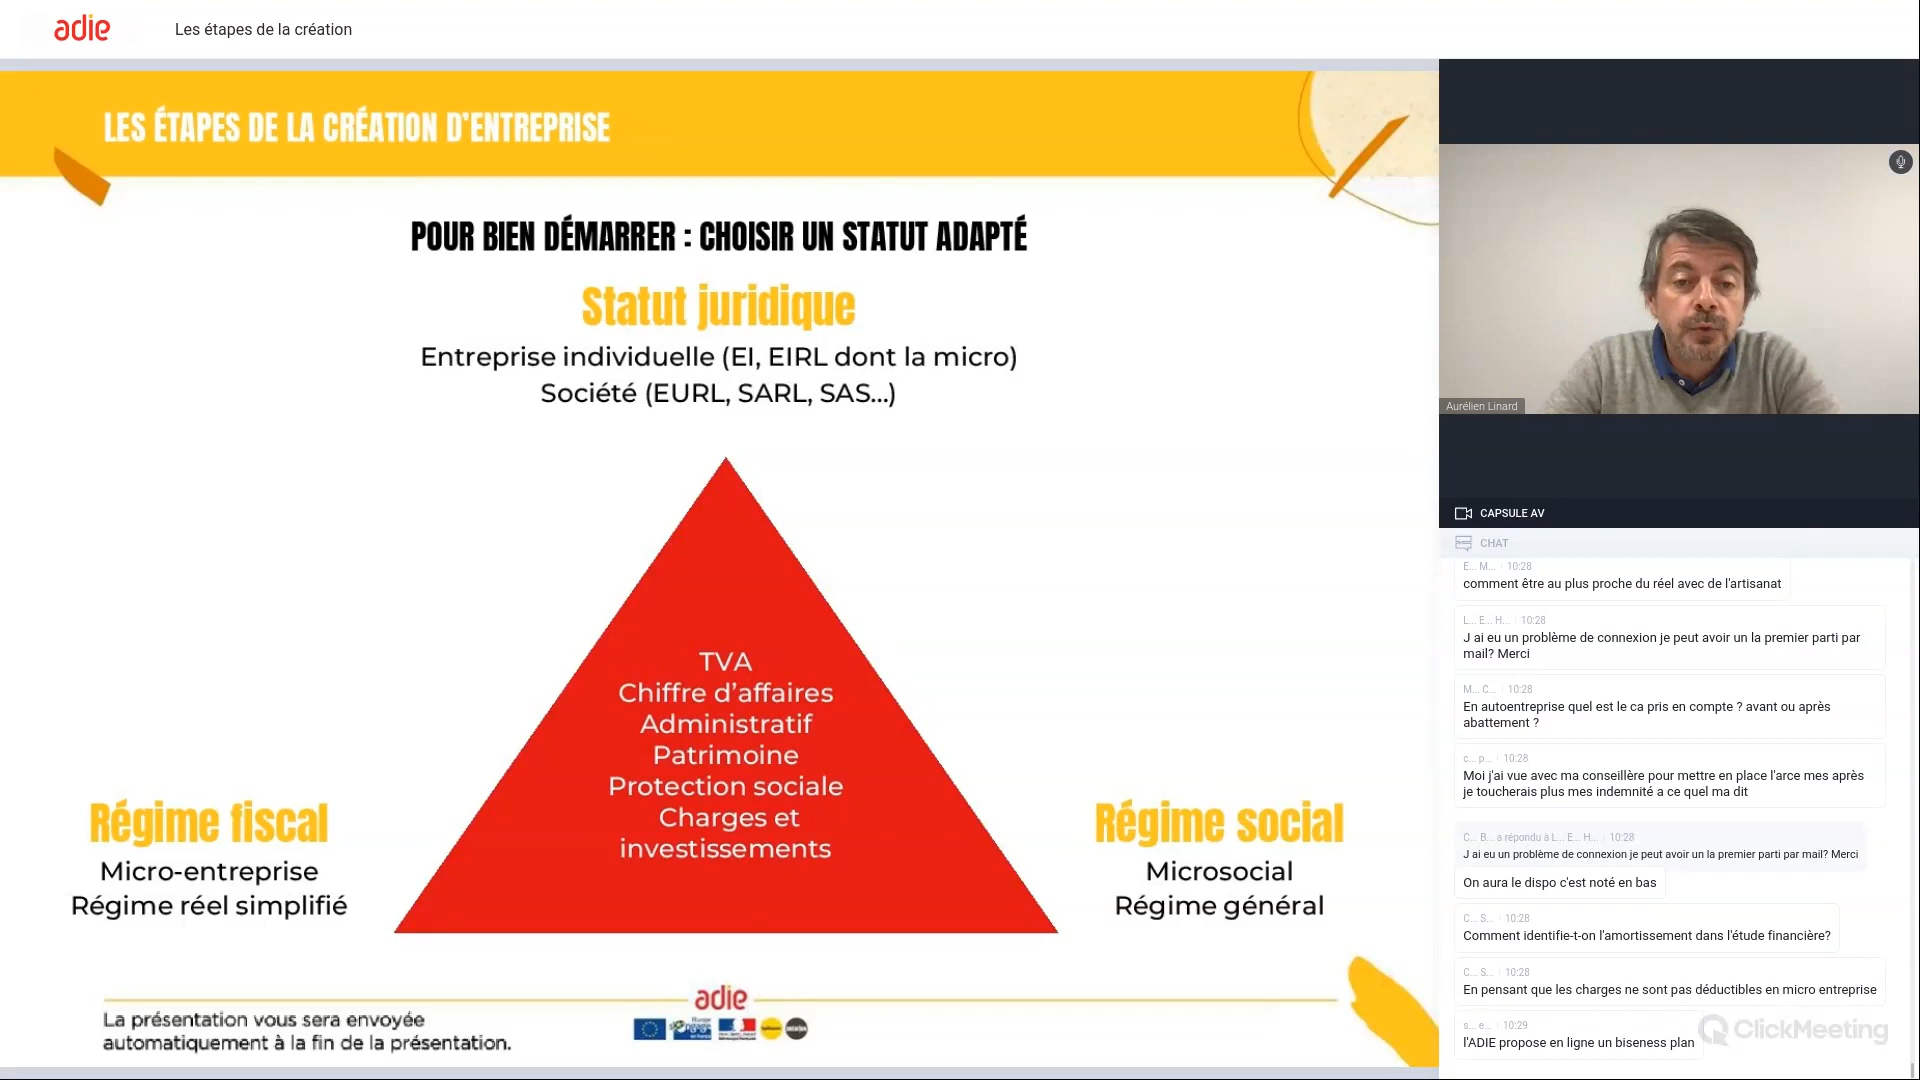 adie
Les étapes de la création
LES ÉTAPES DE LA CRÉATION D’ENTREPRISE
POUR BIEN DÉMARRER : CHOISIR UN STATUT ADAPTÉ
Statut juridique
Entreprise individuelle (EI, EIRL dont la micro)
Société (EURL, SARL, SAS...)
TVA
Chiffre d’affaires
Administratif
Patrimoine
Protection sociale
Charges et
investissements
Régime fiscal
Micro-entreprise
Régime réel simplifié
Régime social
Microsocial
Régime général
adie
La présentation vous sera envoyée
automatiquement à la fin de la présentation.
Aurélien Linard
CAPSULE AV
CHAT
E... M... 10:28
comment être au plus proche du réel avec de l'artisanat
L... E... H... 10:28
J ai eu un problème de connexion je peut avoir un la premier parti par
mail? Merci
M... C... 10:28
En autoentreprise quel est le ca pris en compte ? avant ou après
abattement ?
c... p... 10:28
Moi j'ai vue avec ma conseillère pour mettre en place l'arce mes après
je toucherais plus mes indemnité a ce quel ma dit
C... B... a répondu à L... E... H... 10:28
J ai eu un problème de connexion je peut avoir un la premier parti par mail? Merci
On aura le dispo c'est noté en bas
C... S... 10:28
Comment identifie-t-on l'amortissement dans l'étude financière?
C... S... 10:28
En pensant que les charges ne sont pas déductibles en micro entreprise
s... e... 10:29
l'ADIE propose en ligne un biseness plan
ClickMeeting